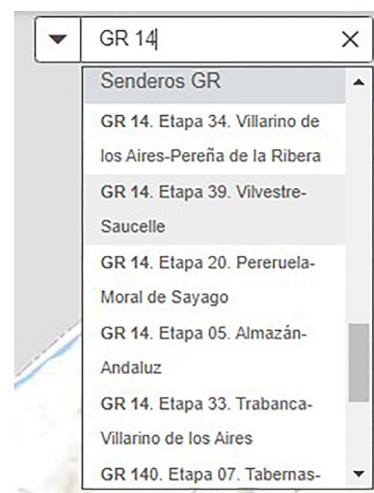 GR 14
Senderos GR
GR 14. Etapa 34. Villarino de
los Aires-Pereña de la Ribera
GR 14. Etapa 39. Vilvestre-
Saucelle
GR 14. Etapa 20. Pereruela-
Moral de Sayago
GR 14. Etapa 05. Almazán-
Andaluz
GR 14. Etapa 33. Trabanca-
Villarino de los Aires
GR 140. Etapa 07. Tabernas-